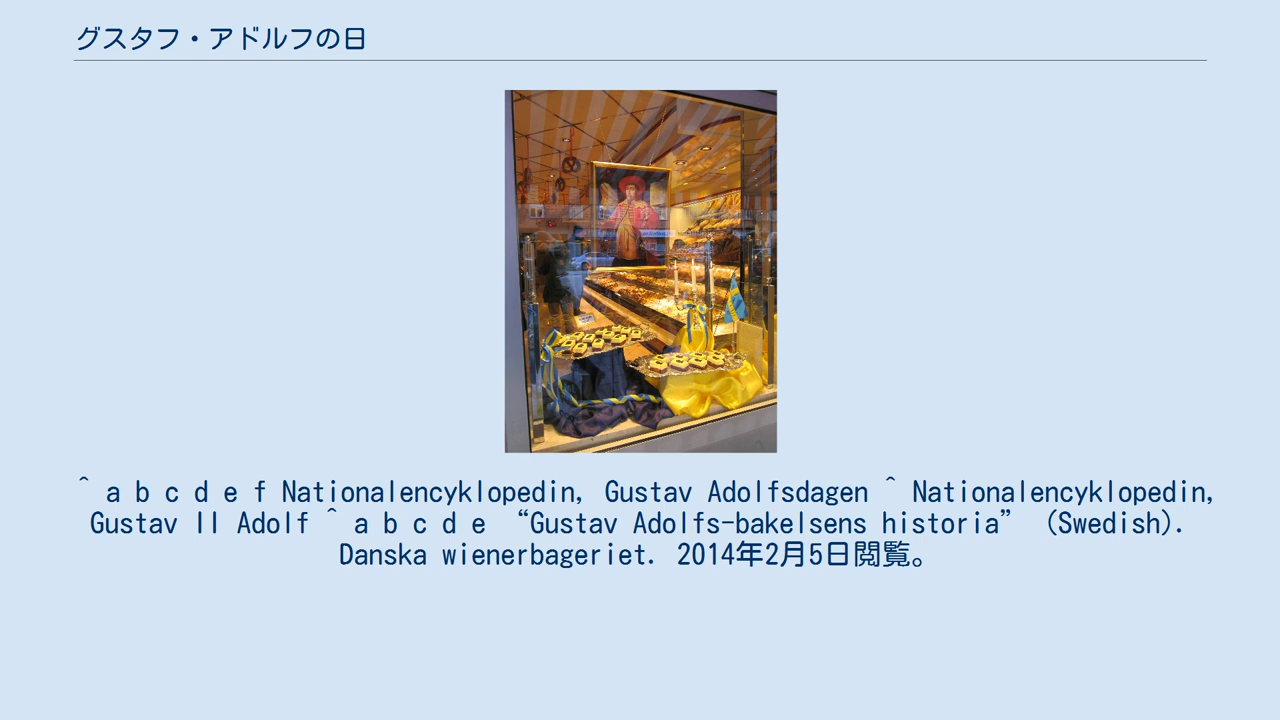 グスタフ・アドルフの日
^ a b c d e f Nationalencyklopedin, Gustav Adolfsdagen ^ Nationalencyklopedin,
Gustav II Adolf ^ a b c d e “Gustav Adolfs-bakelsens historia” (Swedish).
Danska wienerbageriet. 2014年2月5日閲覧。